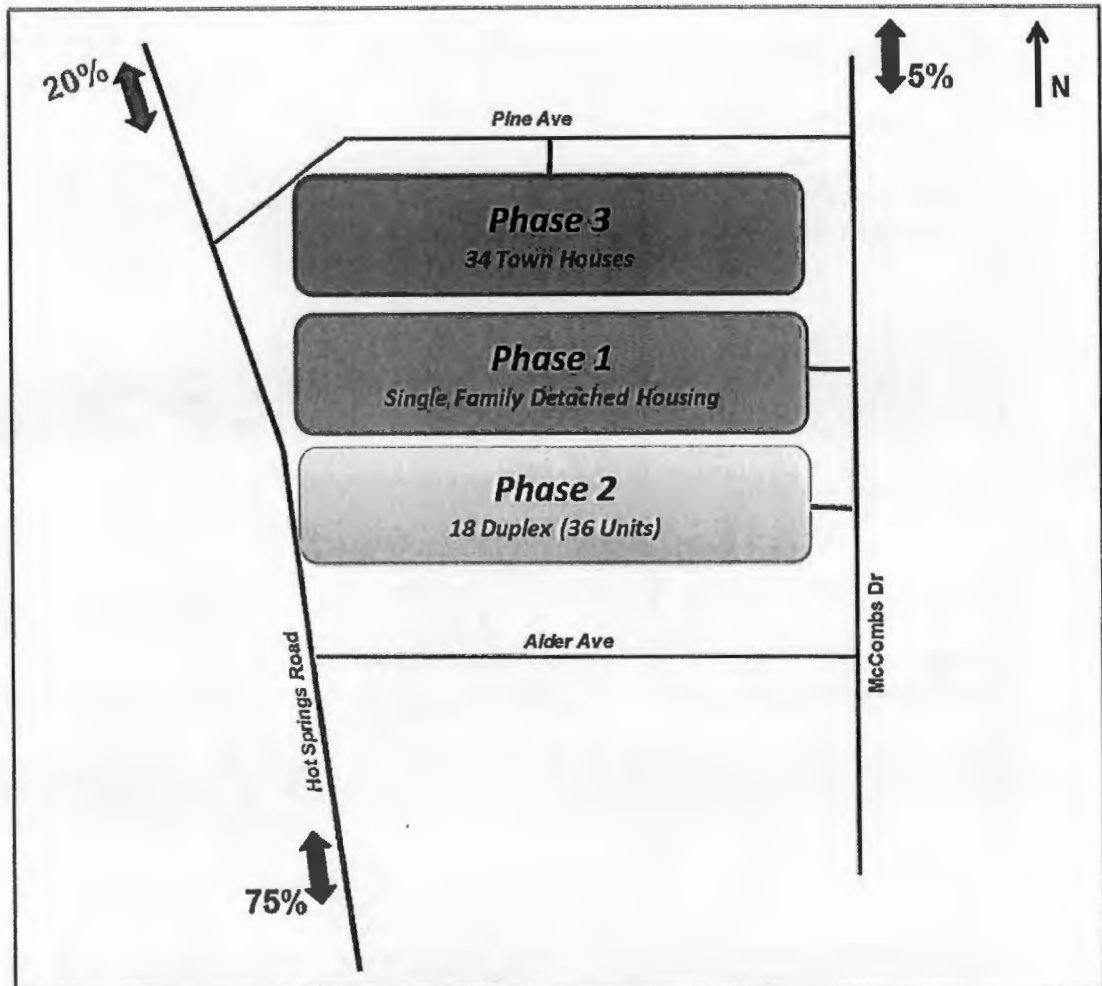 20%
5%
N
Pine Ave
Phase 3
34 Town Houses
Phase 1
Single Family Detached Housing
Phase 2
18 Duplex (36 Units)
Alder Ave
McCombs Dr
Hot Springs Road
75%